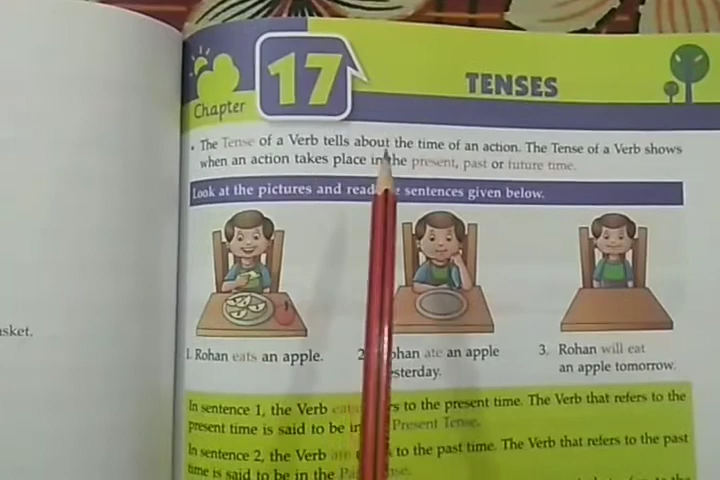 Chapter 17
TENSES
• The Tense of a Verb tells about the time of an action. The Tense of a Verb shows
when an action takes place in the present, past or future time.
Look at the pictures and read sentences given below.
1. Rohan eats an apple.
2. Rohan ate an apple
yesterday.
3. Rohan will eat
an apple tomorrow.
In sentence 1, the Verb eats to the present time. The Verb that refers to the
present time is said to be in Present Tense.
In sentence 2, the Verb ate to the past time. The Verb that refers to the past
time is said to be in the Past Tense.
asket.